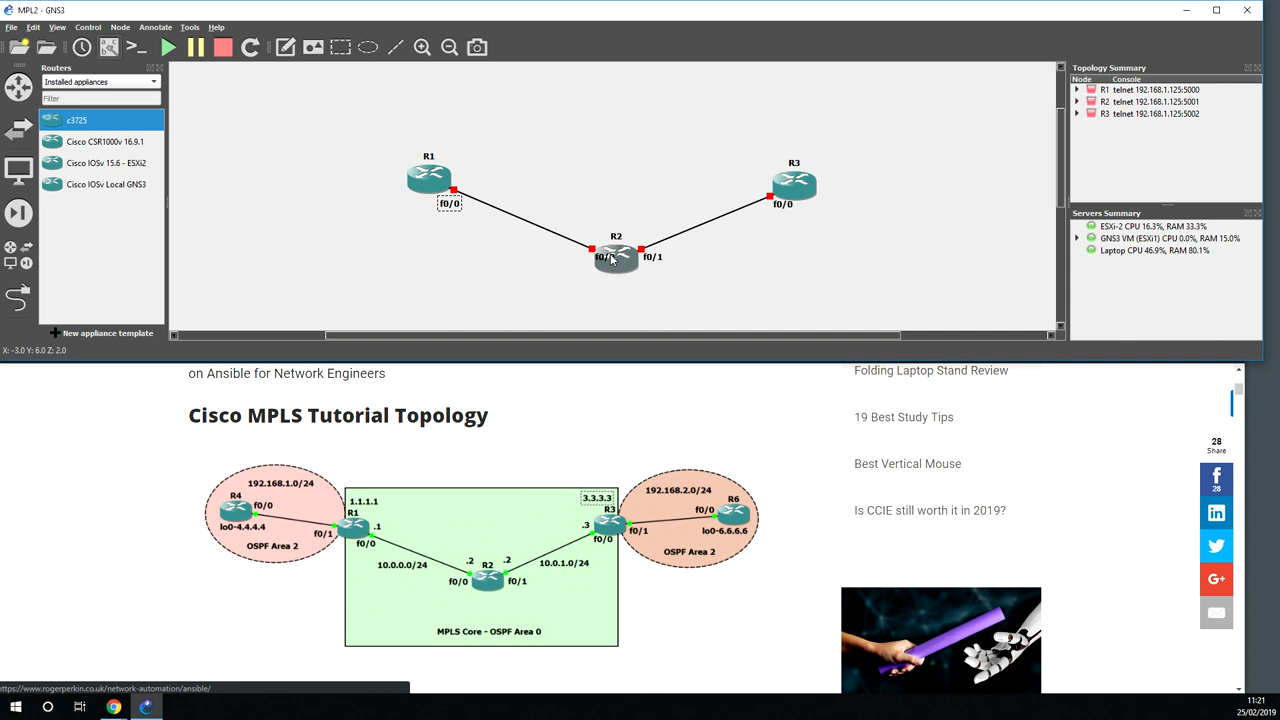 MPL2 - GNS3
File Edit View Control Node Annotate Tools Help
Routers
Installed appliances
Filter
c3725
Cisco CSR1000v 16.9.1
Cisco IOSv 15.6 - ESXi2
Cisco IOSv Local GNS3
New appliance template
X: -3.0 Y: 6.0 Z: 2.0
R1
f0/0
R3
f0/0
R2
f0/1
Topology Summary
Node Console
R1 telnet 192.168.1.125:5000
R2 telnet 192.168.1.125:5001
R3 telnet 192.168.1.125:5002
Servers Summary
ESXi-2 CPU 16.3%, RAM 33.3%
GNS3 VM (ESXi1) CPU 0.0%, RAM 15.0%
Laptop CPU 46.9%, RAM 80.1%
on Ansible for Network Engineers
Cisco MPLS Tutorial Topology
192.168.1.0/24
R4
f0/0
lo0-4.4.4.4
OSPF Area 2
f0/1
1.1.1.1
R1
.1
f0/0
10.0.0.0/24
.2
R2
.2
f0/0
f0/1
10.0.1.0/24
3.3.3.3
R3
.3
f0/0
MPLS Core - OSPF Area 0
192.168.2.0/24
R6
f0/0
f0/1
lo0-6.6.6.6
OSPF Area 2
Folding Laptop Stand Review
19 Best Study Tips
Best Vertical Mouse
Is CCIE still worth it in 2019?
28
Share
28
https://www.rogerperkin.co.uk/network-automation/ansible/
11:21
25/02/2019